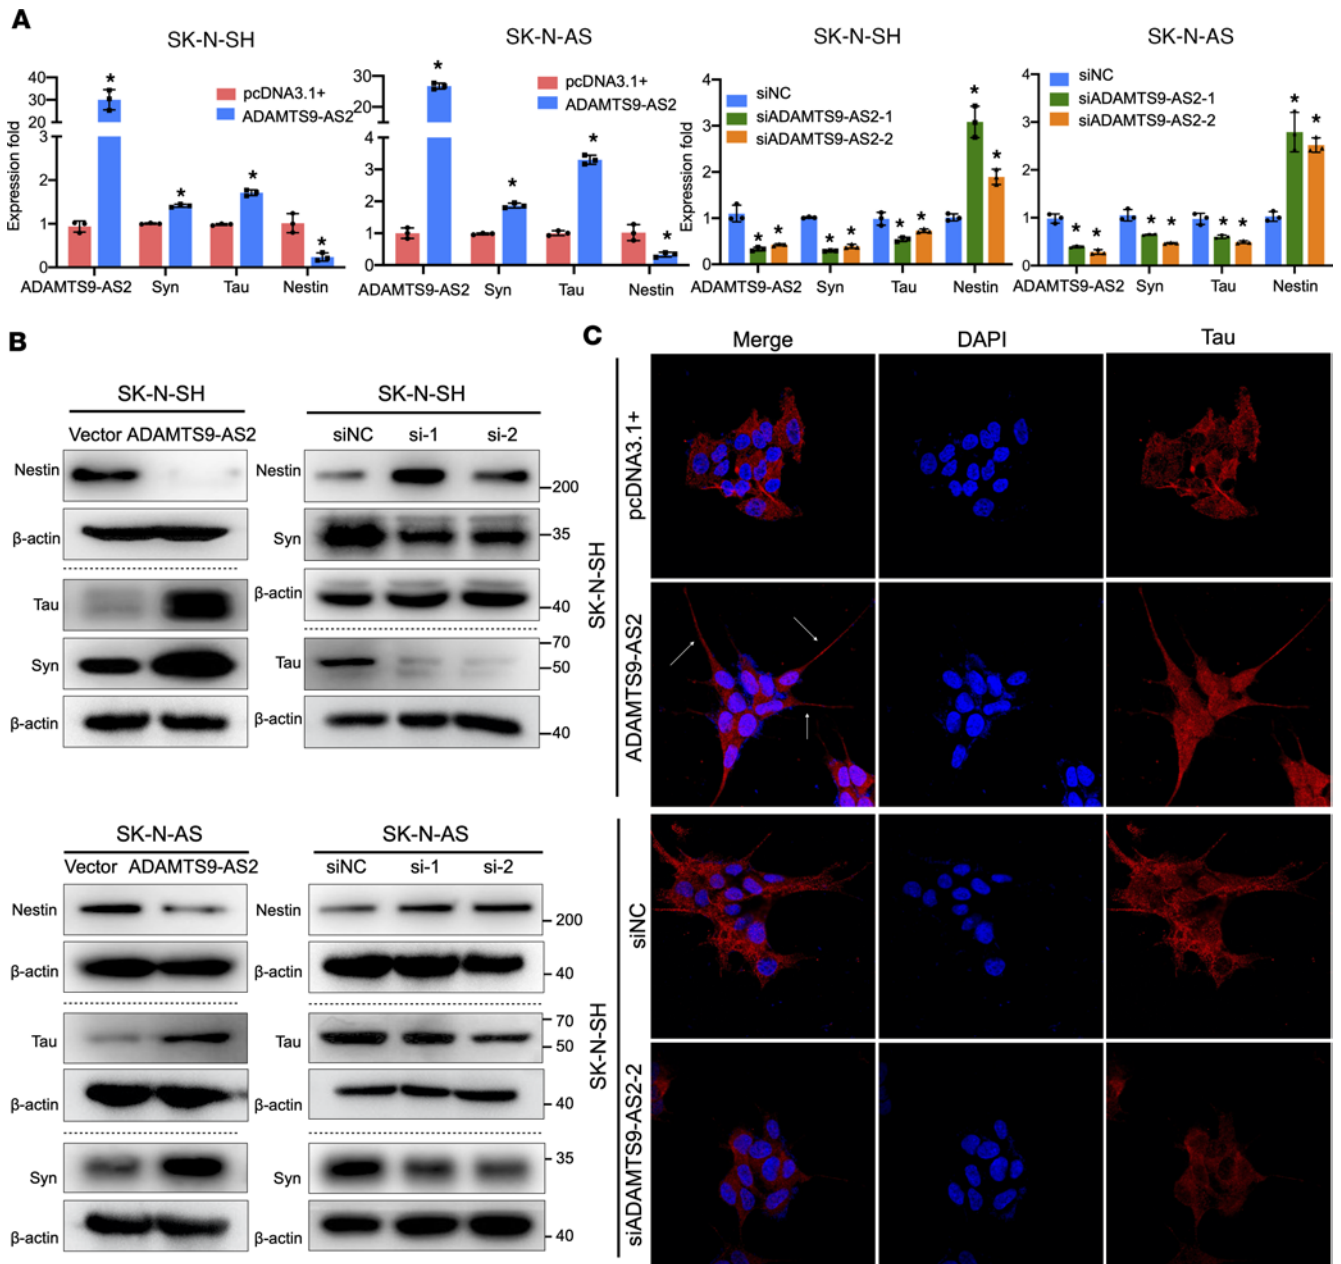 A
SK-N-SH
Expression fold
40
30
20
3
2
1
0
pcDNA3.1+
ADAMTS9-AS2
* * * *
ADAMTS9-AS2 Syn Tau Nestin
SK-N-AS
30
20
4
3
2
1
0
pcDNA3.1+
ADAMTS9-AS2
* * * *
ADAMTS9-AS2 Syn Tau Nestin
SK-N-SH
Expression fold
4
3
2
1
0
siNC
siADAMTS9-AS2-1
siADAMTS9-AS2-2
* * * * * * * *
ADAMTS9-AS2 Syn Tau Nestin
SK-N-AS
4
3
2
1
0
siNC
siADAMTS9-AS2-1
siADAMTS9-AS2-2
* * * * * * * *
ADAMTS9-AS2 Syn Tau Nestin
B
SK-N-SH
Vector ADAMTS9-AS2
Nestin
β-actin
Tau
Syn
β-actin
SK-N-SH
siNC si-1 si-2
Nestin 200
Syn 35
β-actin 40
Tau 70
50
β-actin 40
SK-N-AS
Vector ADAMTS9-AS2
Nestin
β-actin
Tau
β-actin
Syn
β-actin
SK-N-AS
siNC si-1 si-2
Nestin 200
β-actin 40
Tau 70
50
β-actin 40
Syn 35
β-actin 40
C
Merge DAPI Tau
SK-N-SH
pcDNA3.1+
ADAMTS9-AS2
SK-N-SH
siNC
siADAMTS9-AS2-2